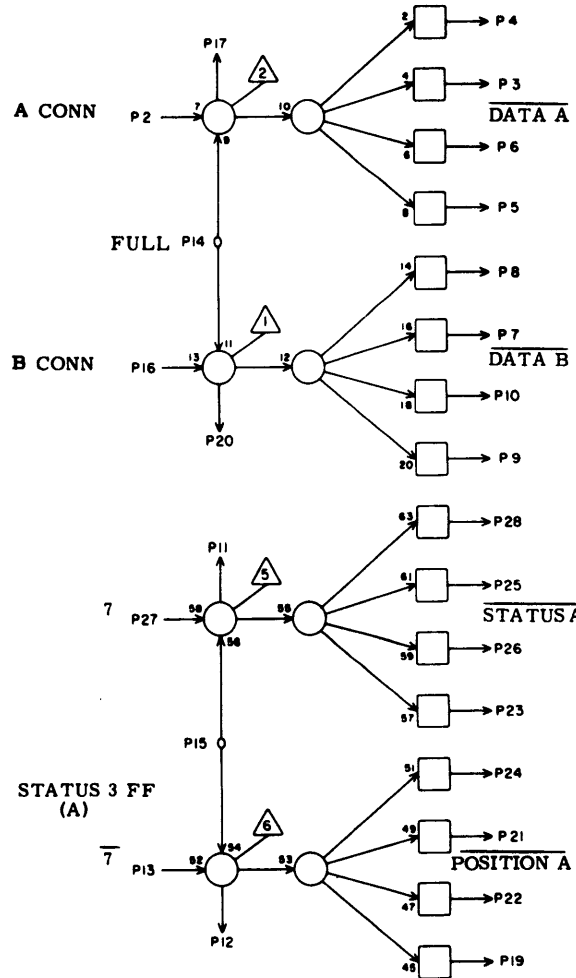 P17
2
2
P4
4
P3
A CONN
P2
7
9
10
DATA A
6
P6
8
P5
FULL
P14
14
P8
1
16
P7
11
B CONN
P16
13
12
DATA B
18
P10
P20
20
P9
63
P28
P11
5
61
P25
7
P27
58
56
55
STATUS A
59
P26
57
P23
P15
51
P24
STATUS 3 FF
(A)
6
49
P21
54
7
P13
52
53
POSITION A
47
P22
P12
45
P19